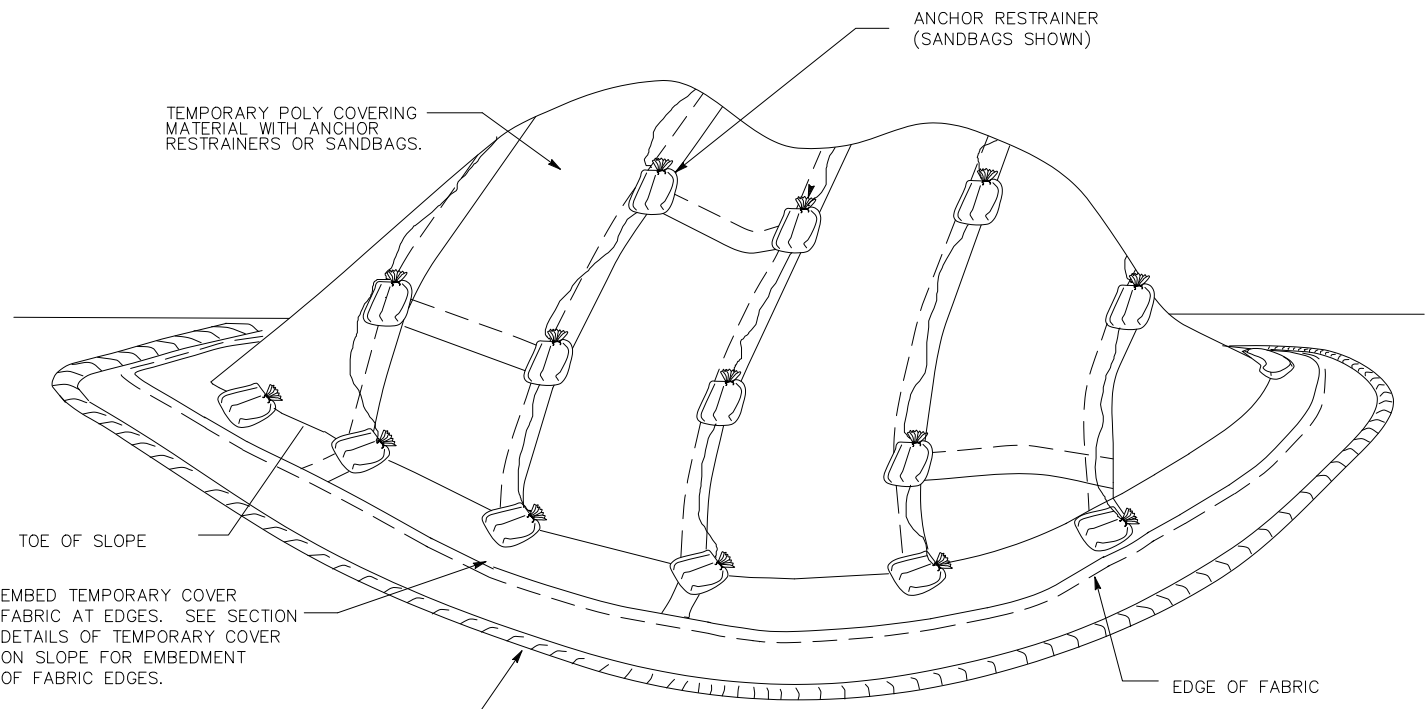 ANCHOR RESTRAINER
(SANDBAGS SHOWN)
TEMPORARY POLY COVERING
MATERIAL WITH ANCHOR
RESTRAINERS OR SANDBAGS.
TOE OF SLOPE
EMBED TEMPORARY COVER
FABRIC AT EDGES. SEE SECTION
DETAILS OF TEMPORARY COVER
ON SLOPE FOR EMBEDMENT
OF FABRIC EDGES.
EDGE OF FABRIC